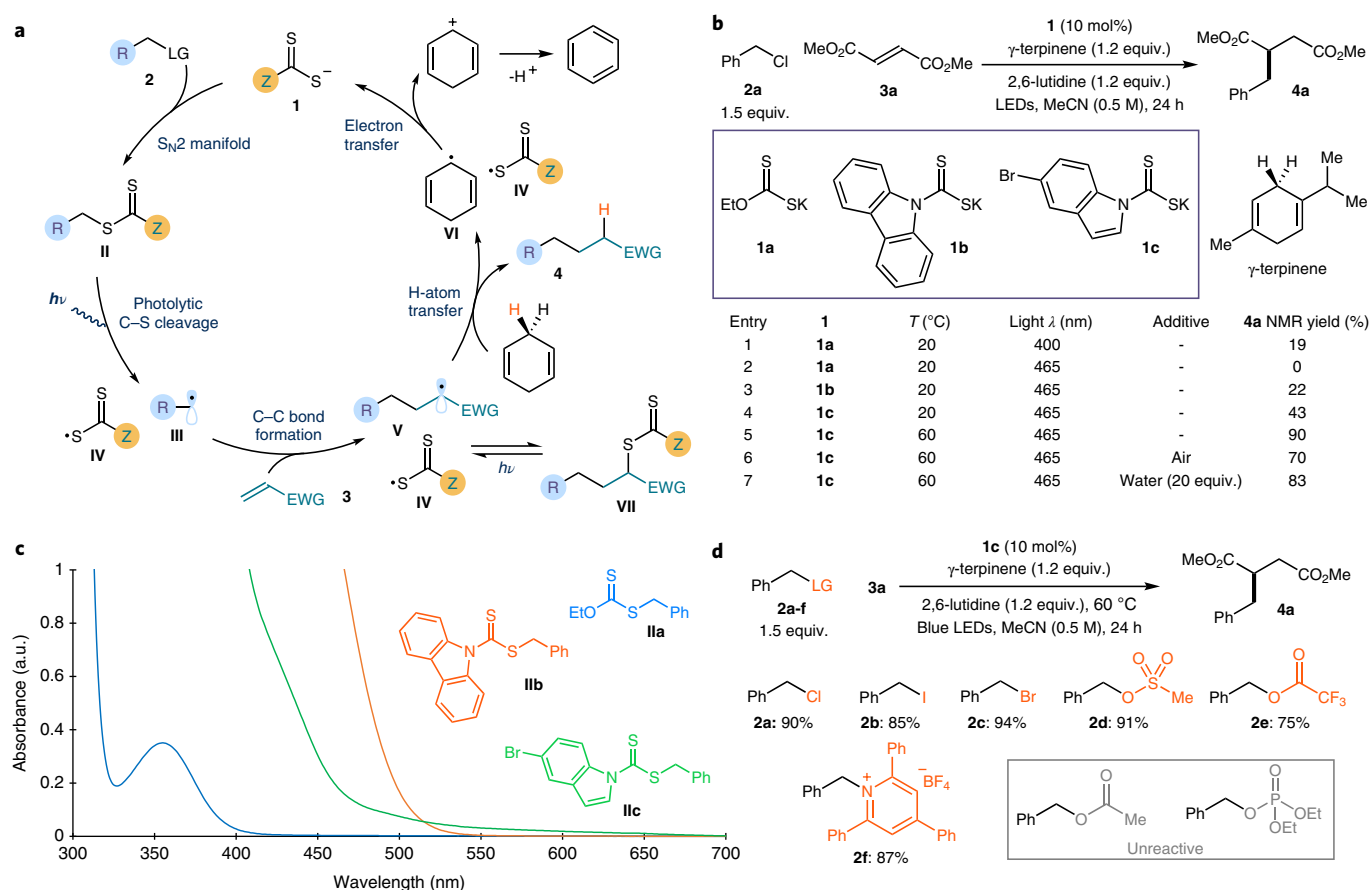 a
R
LG
2
Z
S
S−
1
SN2 manifold
+
-H+
Electron
transfer
•
VI
S
•S
Z
IV
R
S
S
Z
II
hν
Photolytic
C–S cleavage
R
H
EWG
4
H-atom
transfer
H
H
S
•S
Z
IV
R
•
III
C–C bond
formation
EWG
3
R
•
EWG
V
S
•S
Z
IV
hν
S
S
Z
R
EWG
VII
b
Ph
Cl
2a
1.5 equiv.
MeO2C
CO2Me
3a
1 (10 mol%)
γ-terpinene (1.2 equiv.)
2,6-lutidine (1.2 equiv.)
LEDs, MeCN (0.5 M), 24 h
MeO2C
CO2Me
Ph
4a
S
EtO
SK
1a
N
S
SK
1b
Br
N
S
SK
1c
H
H
Me
Me
Me
γ-terpinene
Entry 1 T (°C) Light λ (nm) Additive 4a NMR yield (%)
1 1a 20 400 - 19
2 1a 20 465 - 0
3 1b 20 465 - 22
4 1c 20 465 - 43
5 1c 60 465 - 90
6 1c 60 465 Air 70
7 1c 60 465 Water (20 equiv.) 83
c
Absorbance (a.u.)
1
0.8
0.6
0.4
0.2
0
300 350 400 450 500 550 600 650 700
Wavelength (nm)
S
EtO
S
Ph
IIa
S
N
S
Ph
IIb
Br
S
N
S
Ph
IIc
d
Ph
LG
2a-f
1.5 equiv.
3a
1c (10 mol%)
γ-terpinene (1.2 equiv.)
2,6-lutidine (1.2 equiv.), 60 °C
Blue LEDs, MeCN (0.5 M), 24 h
MeO2C
CO2Me
Ph
4a
Ph
Cl
2a: 90%
Ph
I
2b: 85%
Ph
Br
2c: 94%
Ph
O
S
O
O
Me
2d: 91%
Ph
O
O
CF3
2e: 75%
Ph
N
+
Ph
Ph
Ph
−
BF4
2f: 87%
Ph
O
O
Me
Ph
O
P
O
OEt
OEt
Unreactive